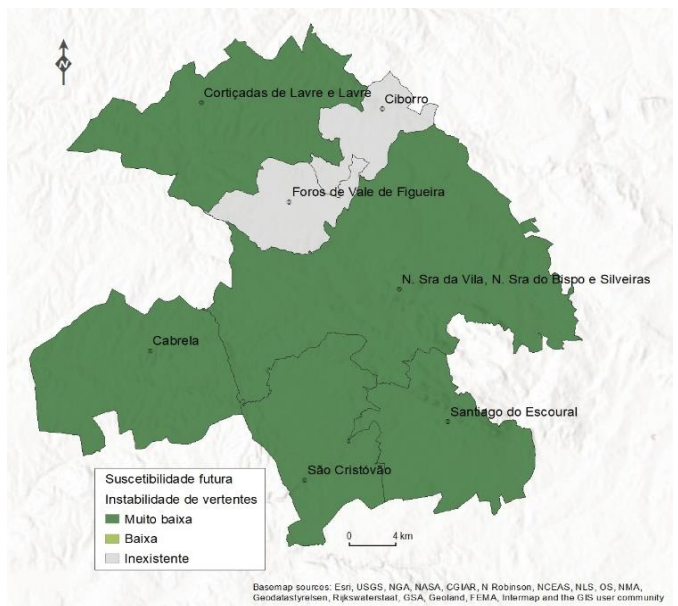 N
Cortiçadas de Lavre e Lavre
Ciborro
Foros de Vale de Figueira
N. Sra da Vila, N. Sra do Bispo e Silveiras
Cabrela
Santiago do Escoural
São Cristóvão
Suscetibilidade futura
Instabilidade de vertentes
Muito baixa
Baixa
Inexistente
0 4 km
Basemap sources: Esri, USGS, NGA, NASA, CGIAR, N Robinson, NCEAS, NLS, OS, NMA,
Geodatastyrelsen, Rijkswaterstaat, GSA, Geoland, FEMA, Intermap and the GIS user community